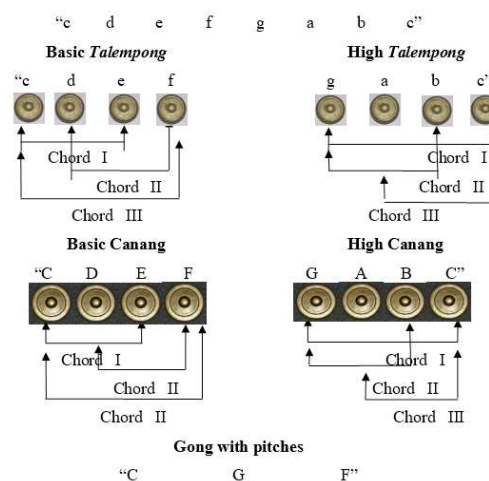 “c d e f g a b c”
Basic Talempong High Talempong
“c d e f g a b c”
Chord I Chord I
Chord II Chord II
Chord III Chord III
Basic Canang High Canang
“C D E F G A B C”
Chord I Chord I
Chord II Chord II
Chord II Chord III
Gong with pitches
“C G F”